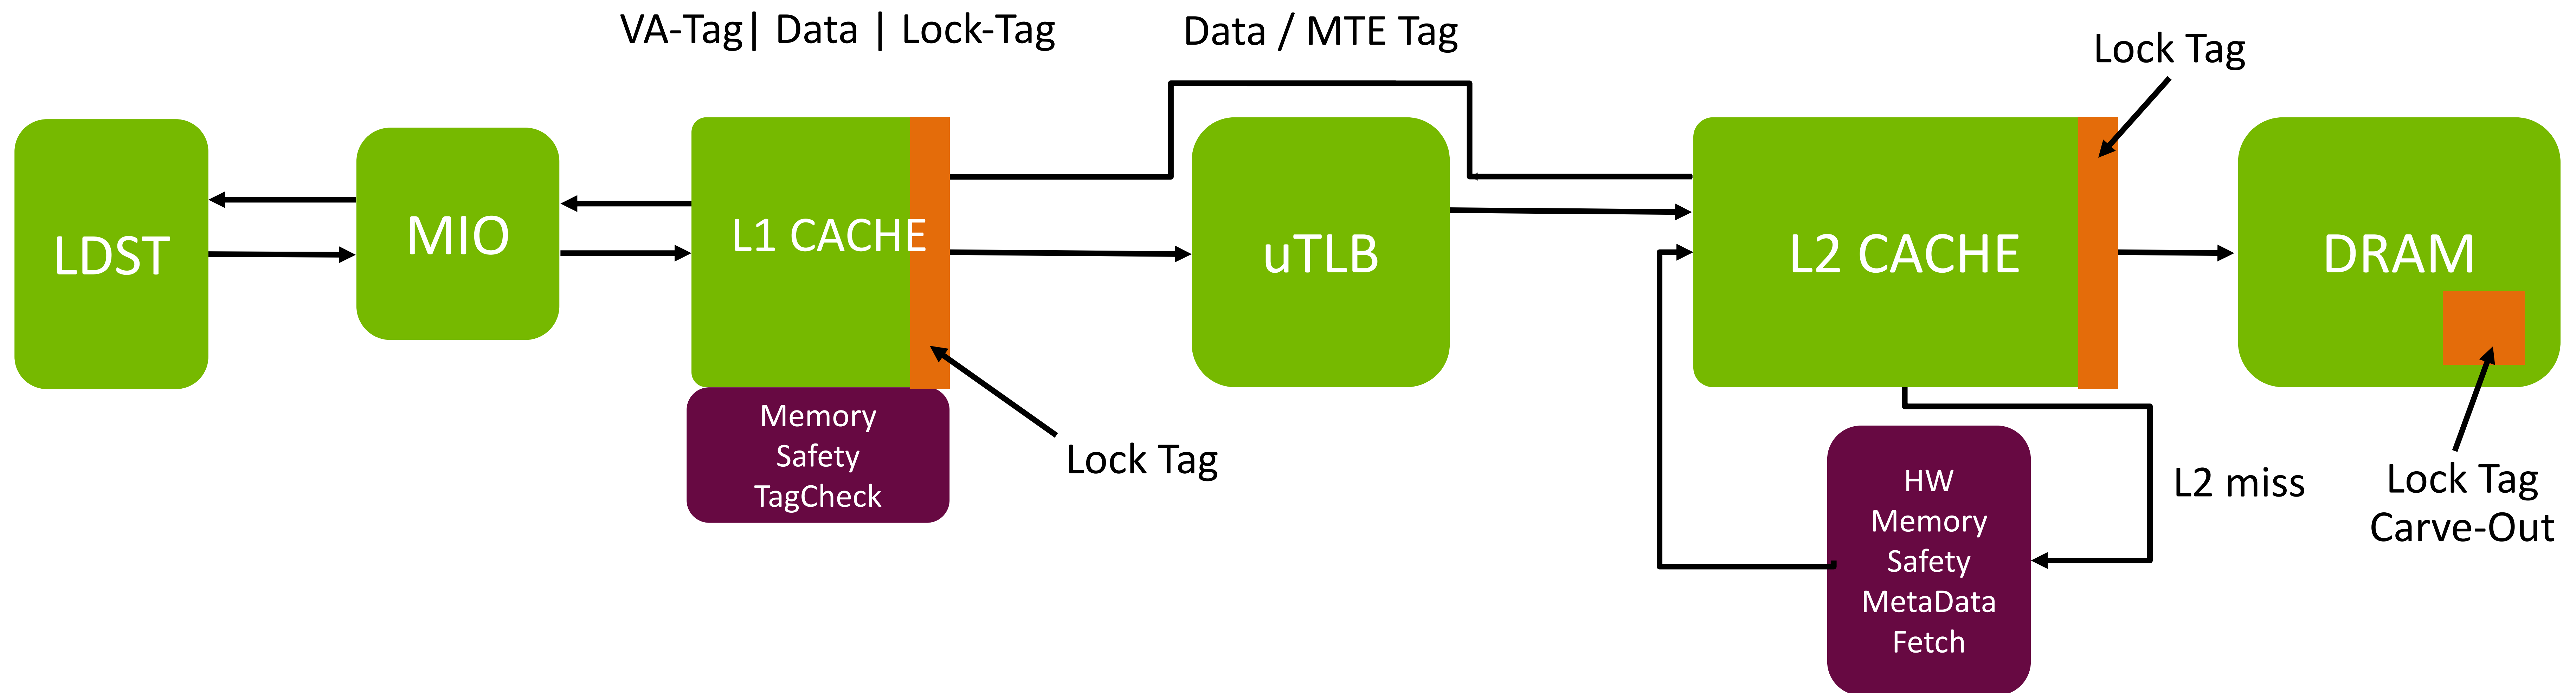 VA-Tag| Data | Lock-Tag
Data / MTE Tag
Lock Tag
LDST
MIO
L1 CACHE
uTLB
L2 CACHE
DRAM
Memory
Safety
TagCheck
Lock Tag
HW
Memory
Safety
MetaData
Fetch
L2 miss
Lock Tag
Carve-Out